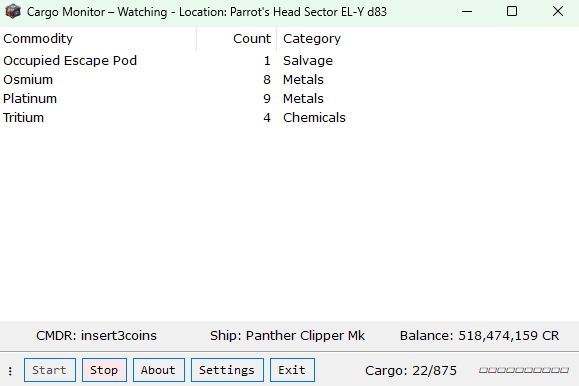 Cargo Monitor – Watching - Location: Parrot's Head Sector EL-Y d83
Commodity Count Category
Occupied Escape Pod 1 Salvage
Osmium 8 Metals
Platinum 9 Metals
Tritium 4 Chemicals
CMDR: insert3coins Ship: Panther Clipper Mk Balance: 518,474,159 CR
Start Stop About Settings Exit Cargo: 22/875